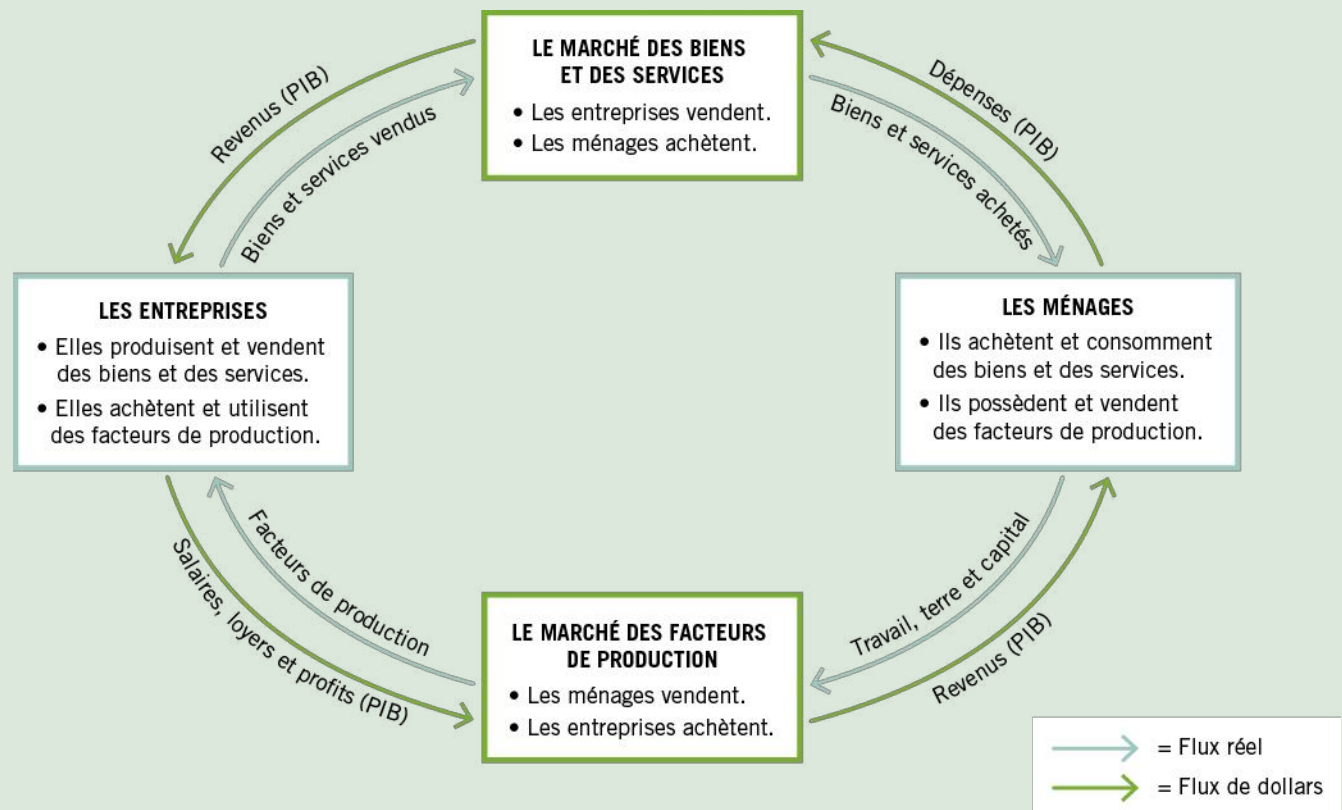 LE MARCHÉ DES BIENS
ET DES SERVICES
• Les entreprises vendent.
• Les ménages achètent.
Revenus (PIB)
Biens et services vendus
Dépenses (PIB)
Biens et services achetés
LES ENTREPRISES
• Elles produisent et vendent
des biens et des services.
• Elles achètent et utilisent
des facteurs de production.
LES MÉNAGES
• Ils achètent et consomment
des biens et des services.
• Ils possèdent et vendent
des facteurs de production.
Facteurs de production
Salaires, loyers et profits (PIB)
Travail, terre et capital
Revenus (PIB)
LE MARCHÉ DES FACTEURS
DE PRODUCTION
• Les ménages vendent.
• Les entreprises achètent.
= Flux réel
= Flux de dollars